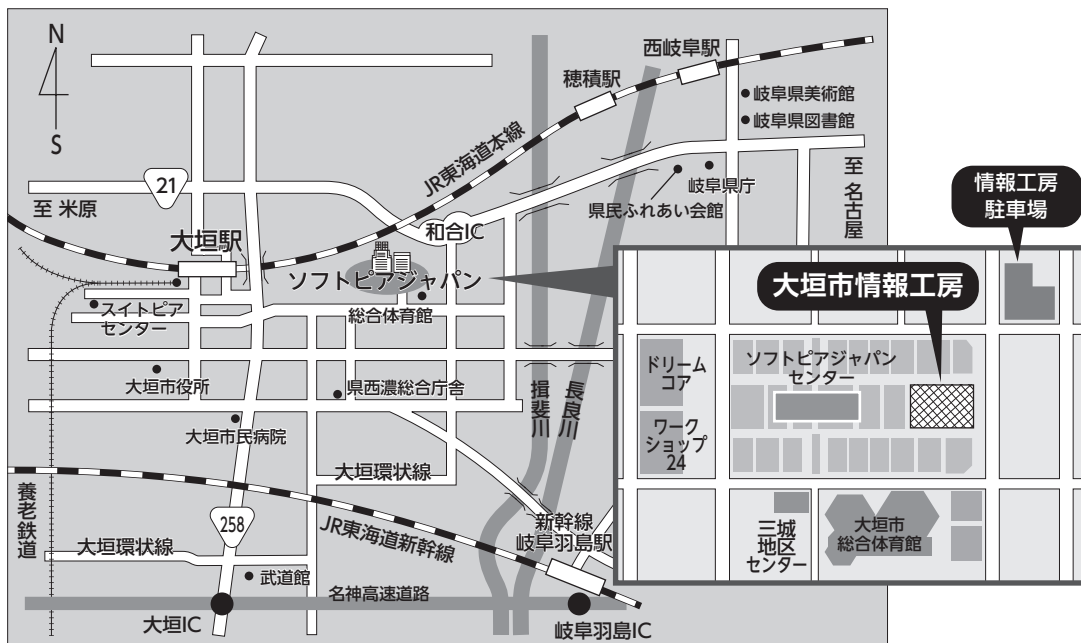 N
S
西岐阜駅
穂積駅
岐阜県美術館
岐阜県図書館
JR東海道本線
21
至 米原
大垣駅
和合IC
岐阜県庁
県民ふれあい会館
至 名古屋
情報工房
駐車場
ソフトピアジャパン
大垣市情報工房
スイトピア
センター
総合体育館
ドリーム
コア
ソフトピアジャパン
センター
大垣市役所
県西濃総合庁舎
揖斐川
長良川
ワーク
ショップ
24
大垣市民病院
大垣環状線
養老鉄道
258
JR東海道新幹線
新幹線
岐阜羽島駅
三城
地区
センター
大垣市
総合体育館
大垣環状線
武道館
名神高速道路
大垣IC
岐阜羽島IC